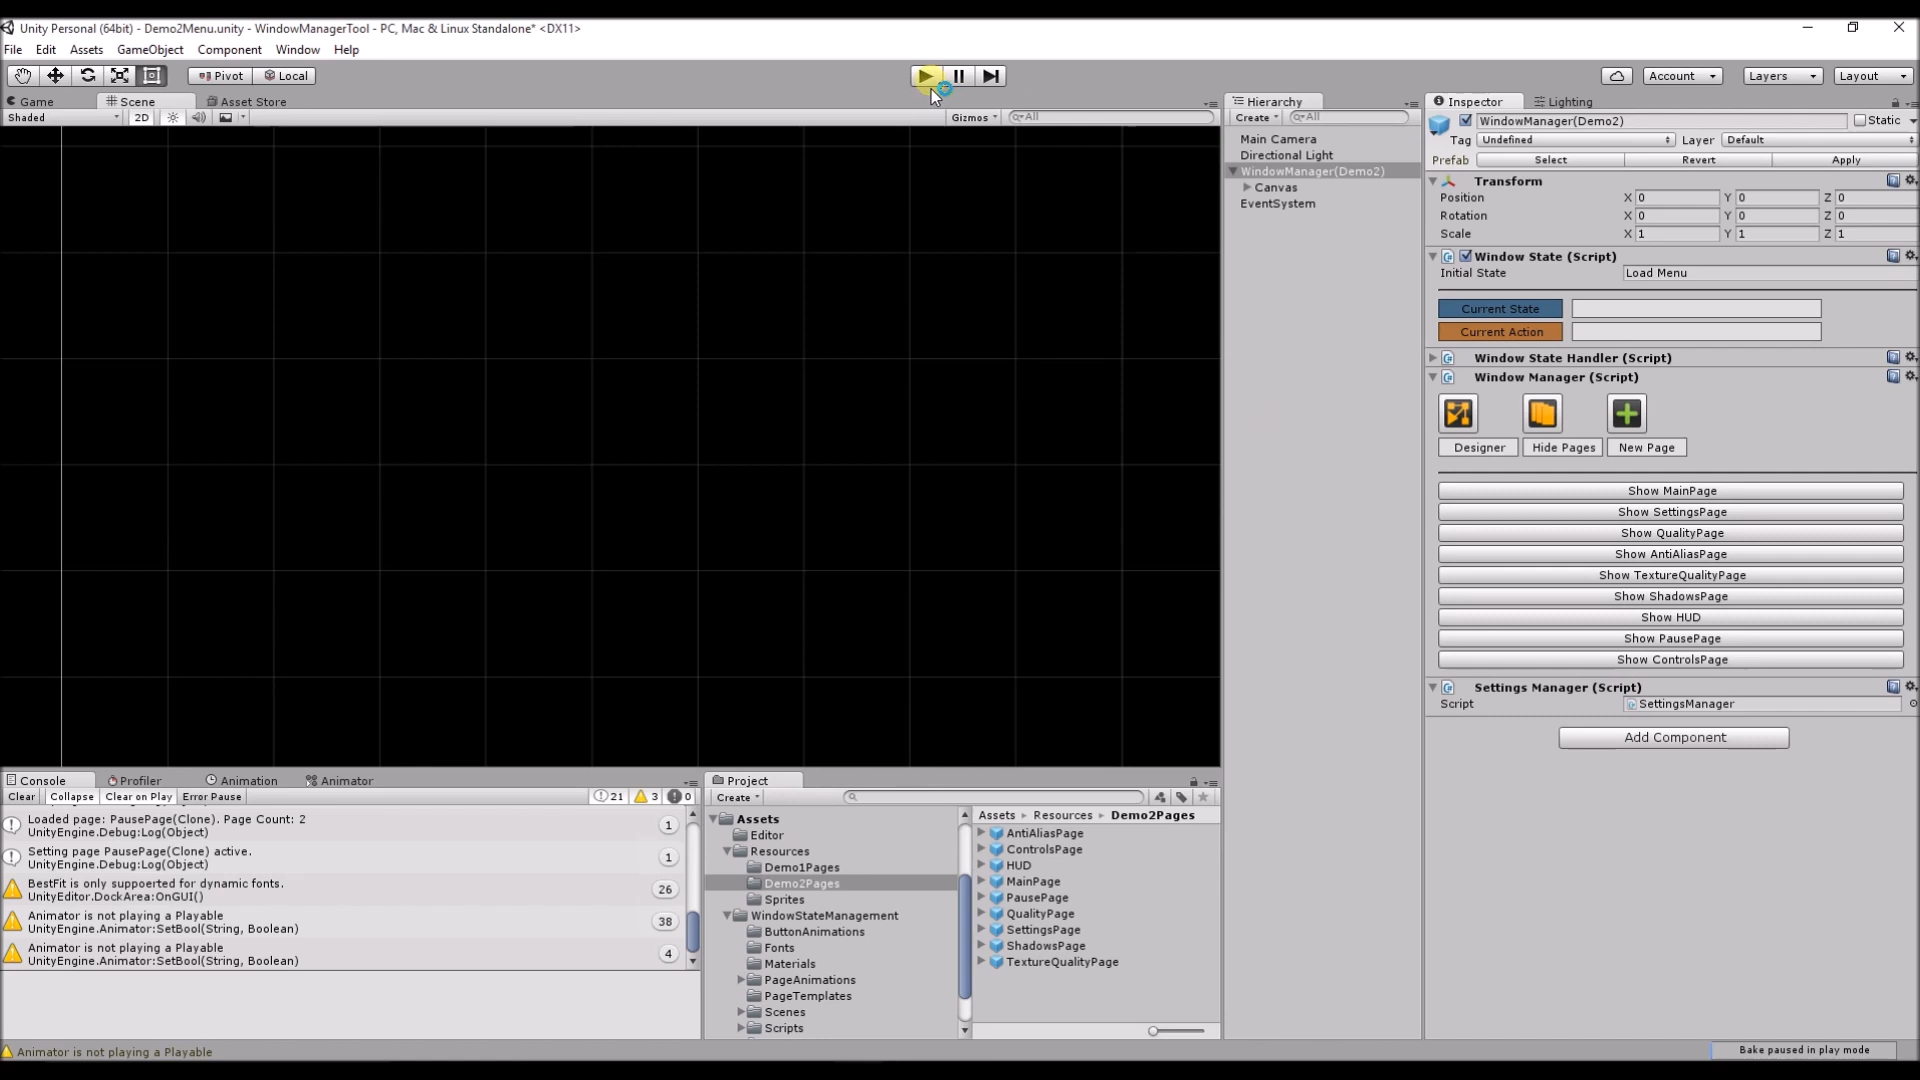 Unity Personal (64bit) - Demo2Menu.unity - WindowManagerTool - PC, Mac & Linux Standalone* <DX11>
File Edit Assets GameObject Component Window Help
Pivot Local Account Layers Layout
Game Scene Asset Store
Shaded 2D Gizmos All
Hierarchy
Create All
Main Camera
Directional Light
WindowManager(Demo2)
Canvas
EventSystem
Inspector Lighting
WindowManager(Demo2) Static
Tag Undefined Layer Default
Prefab Select Revert Apply
Transform
Position X 0 Y 0 Z 0
Rotation X 0 Y 0 Z 0
Scale X 1 Y 1 Z 1
Window State (Script)
Initial State Load Menu
Current State
Current Action
Window State Handler (Script)
Window Manager (Script)
Designer Hide Pages New Page
Show MainPage
Show SettingsPage
Show QualityPage
Show AntiAliasPage
Show TextureQualityPage
Show ShadowsPage
Show HUD
Show PausePage
Show ControlsPage
Settings Manager (Script)
Script SettingsManager
Add Component
Console Profiler Animation Animator
Clear Collapse Clear on Play Error Pause 21 3 0
Loaded page: PausePage(Clone). Page Count: 2
UnityEngine.Debug:Log(Object)
1
Setting page PausePage(Clone) active.
UnityEngine.Debug:Log(Object)
1
BestFit is only suppoerted for dynamic fonts.
UnityEditor.DockArea:OnGUI()
26
Animator is not playing a Playable
UnityEngine.Animator:SetBool(String, Boolean)
38
Animator is not playing a Playable
UnityEngine.Animator:SetBool(String, Boolean)
4
Project
Create
Assets
Editor
Resources
Demo1Pages
Demo2Pages
Sprites
WindowStateManagement
ButtonAnimations
Fonts
Materials
PageAnimations
PageTemplates
Scenes
Scripts
Assets Resources Demo2Pages
AntiAliasPage
ControlsPage
HUD
MainPage
PausePage
QualityPage
SettingsPage
ShadowsPage
TextureQualityPage
Animator is not playing a Playable
Bake paused in play mode